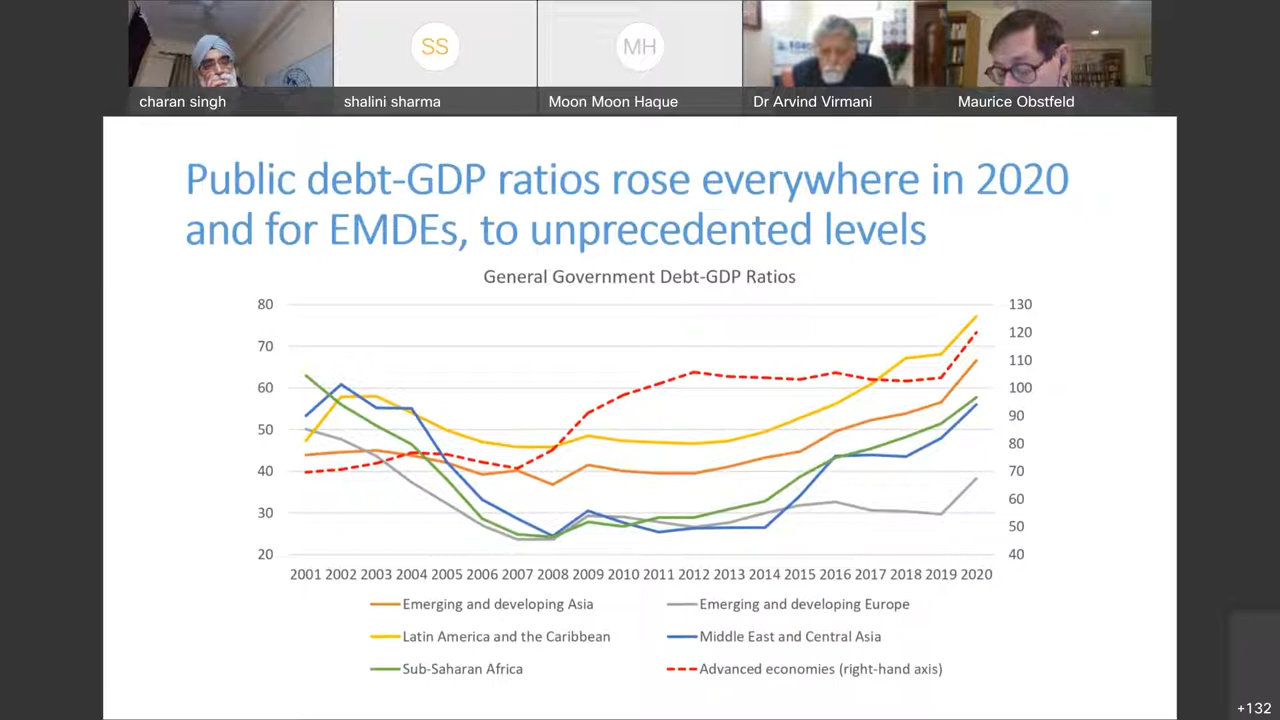 SS
MH
charan singh
shalini sharma
Moon Moon Haque
Dr Arvind Virmani
Maurice Obstfeld
Public debt-GDP ratios rose everywhere in 2020
and for EMDEs, to unprecedented levels
General Government Debt-GDP Ratios
80 130
120
70
110
60 100
90
50
80
40 70
60
30
50
20 40
2001 2002 2003 2004 2005 2006 2007 2008 2009 2010 2011 2012 2013 2014 2015 2016 2017 2018 2019 2020
Emerging and developing Asia Emerging and developing Europe
Latin America and the Caribbean Middle East and Central Asia
Sub-Saharan Africa Advanced economies (right-hand axis)
+132